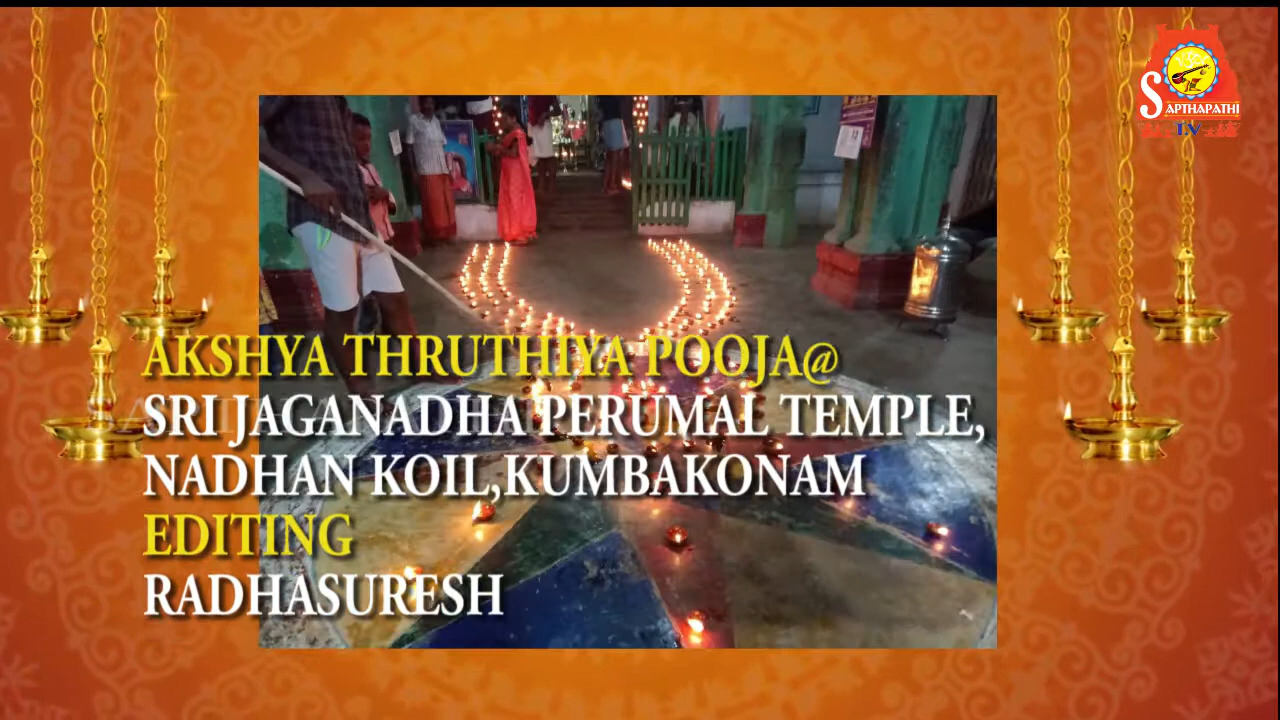 SAPTHAPATHI
T.V
AKSHYA THRUTHIYA POOJA@
SRI JAGANADHA PERUMAL TEMPLE,
NADHAN KOIL,KUMBAKONAM
EDITING
RADHASURESH